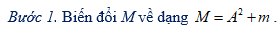 Bước 1. Biến đổi M về dạng M = A² + m.